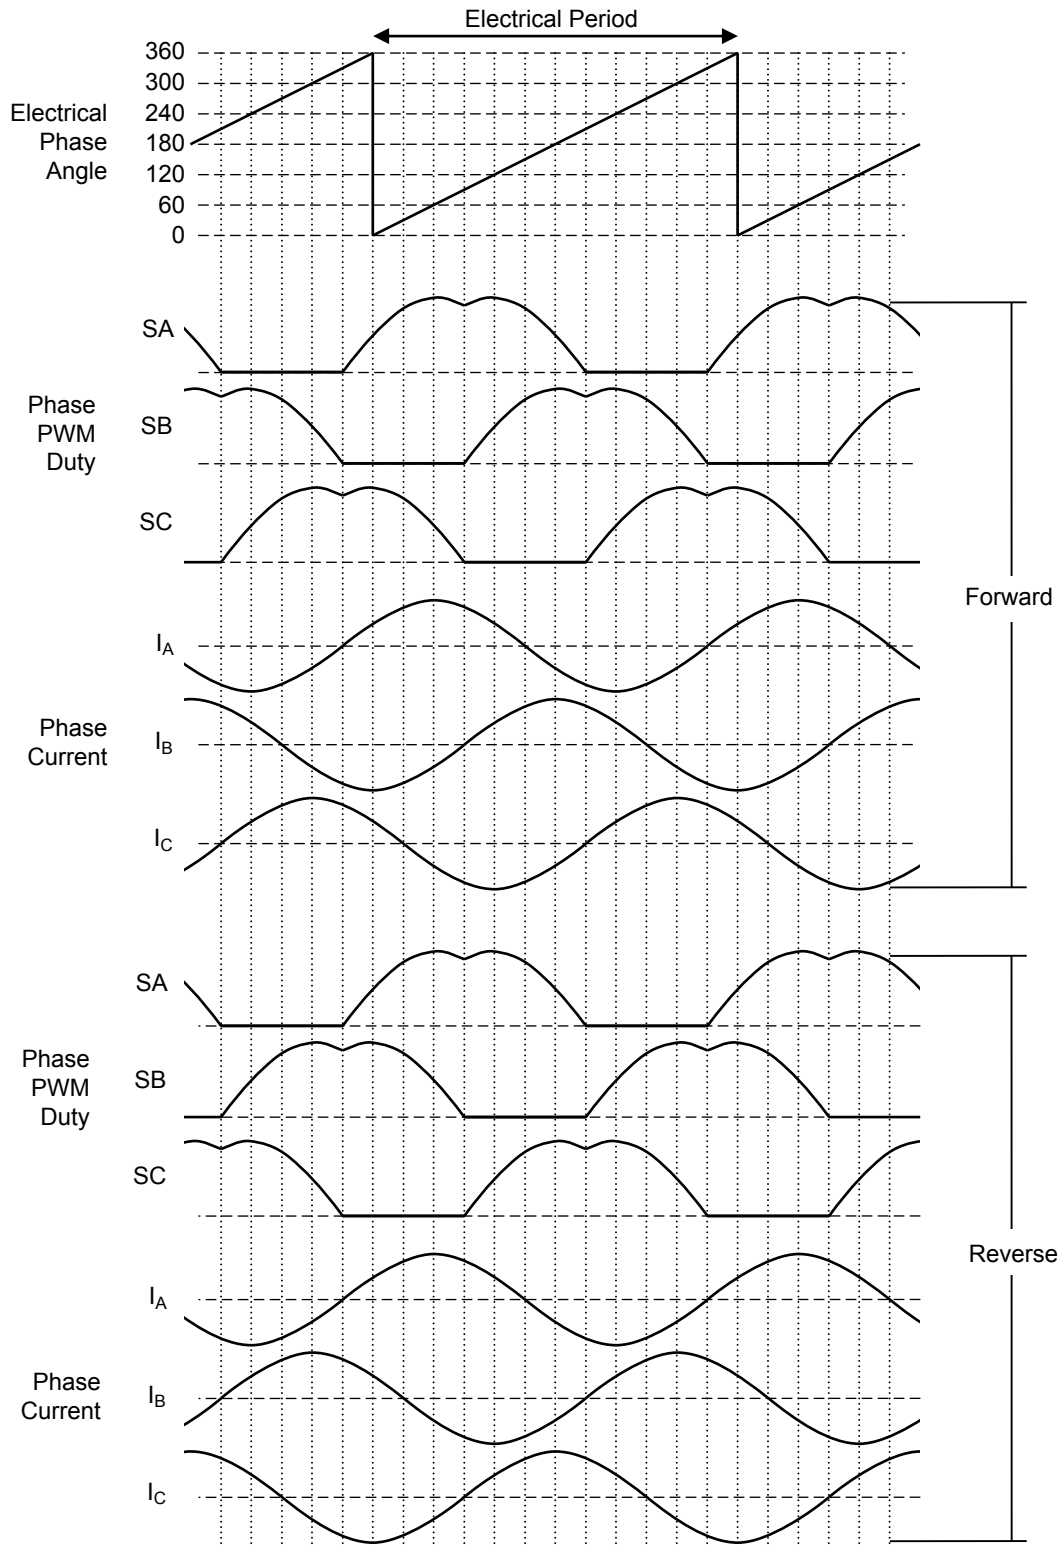 Electrical Period
360
300
240
180
120
60
0
Electrical
Phase
Angle
SA
SB
SC
Phase
PWM
Duty
IA
IB
IC
Phase
Current
Forward
SA
SB
SC
Phase
PWM
Duty
IA
IB
IC
Phase
Current
Reverse